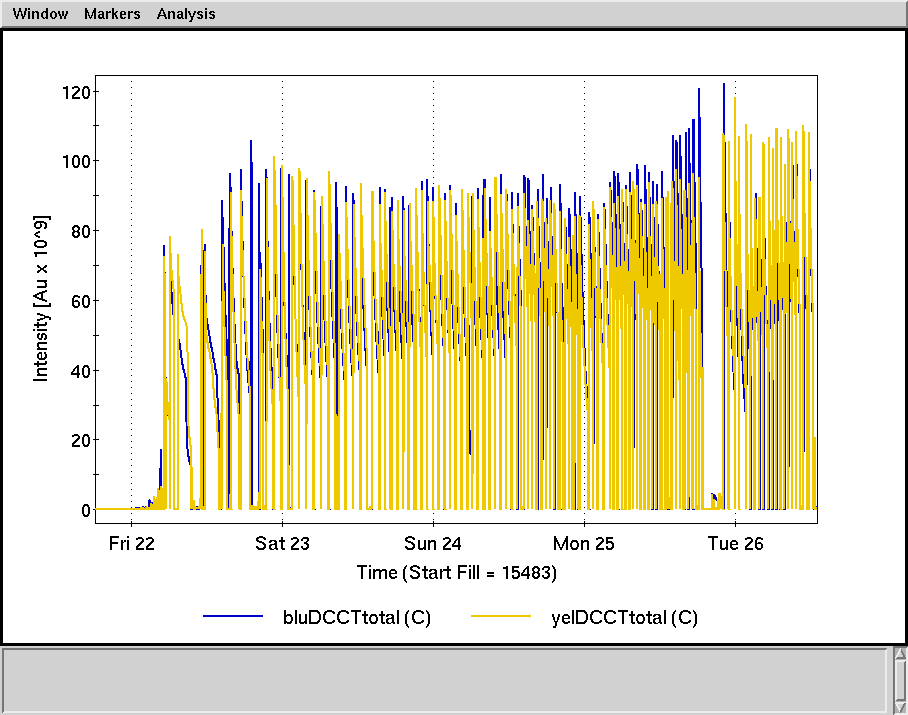 Window Markers Analysis
120
100
80
60
40
20
0
Intensity [Au x 10^9]
Fri 22 Sat 23 Sun 24 Mon 25 Tue 26
Time (Start Fill = 15483)
bluDCCTtotal (C) yelDCCTtotal (C)